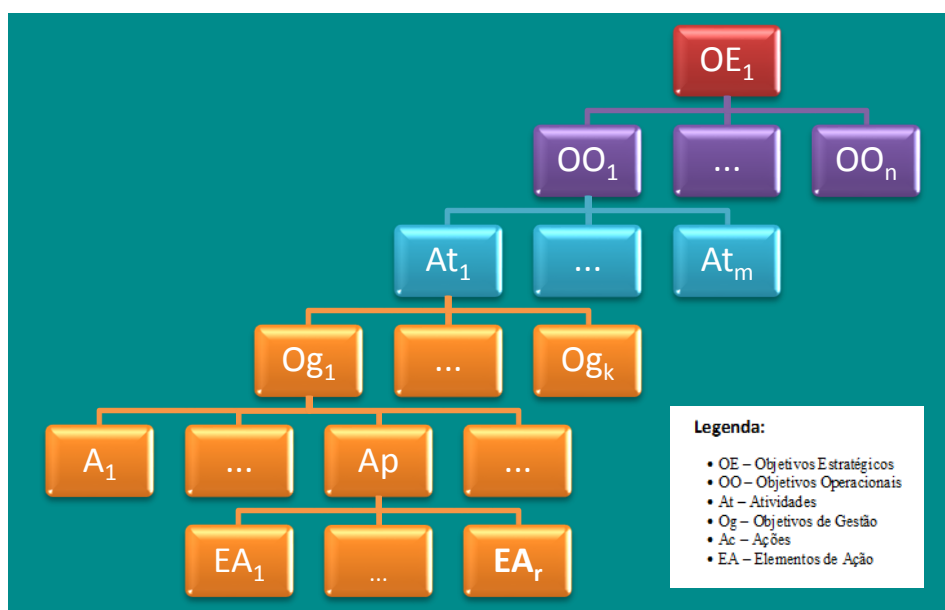 OE₁
OO₁ ... OOₙ
At₁ ... Atₘ
Og₁ ... Ogₖ
A₁ ... Ap ...
EA₁ ... EAᵣ
Legenda:
• OE – Objetivos Estratégicos
• OO – Objetivos Operacionais
• At – Atividades
• Og – Objetivos de Gestão
• Ac – Ações
• EA – Elementos de Ação